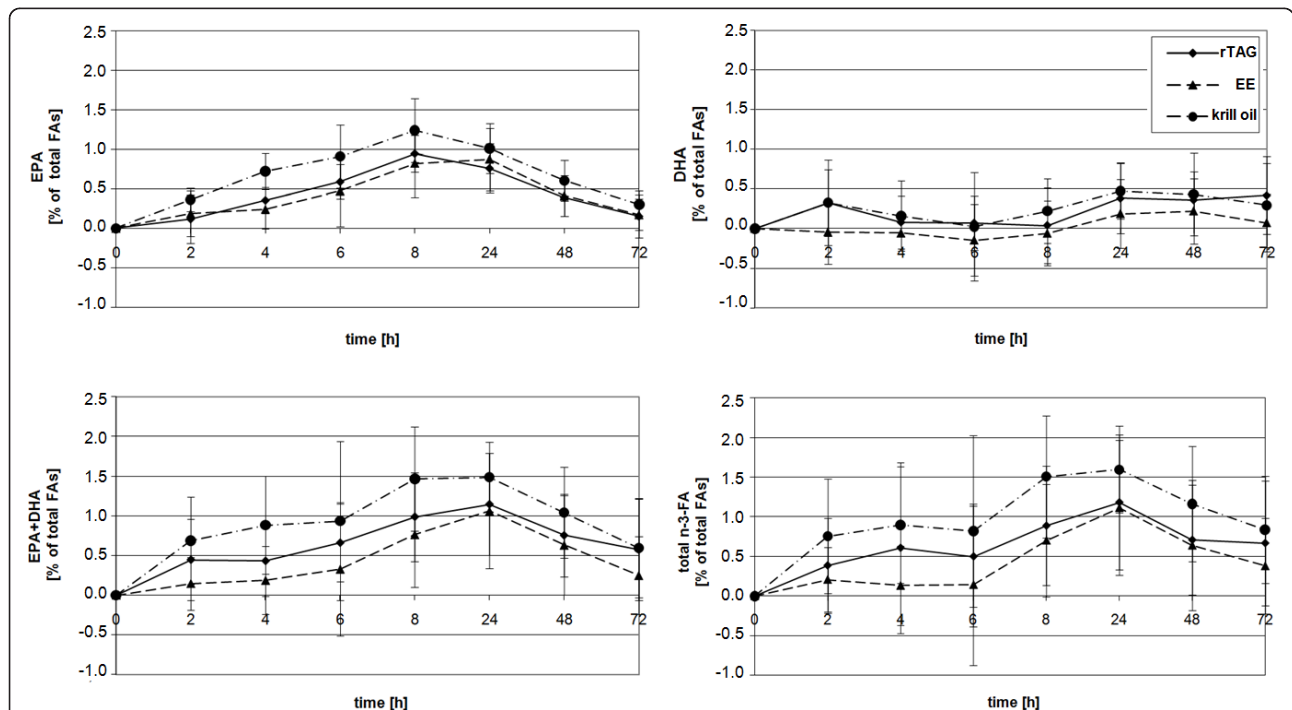 EPA
[% of total FAs]
2.5
2.0
1.5
1.0
0.5
0.0
-0.5
-1.0
0 2 4 6 8 24 48 72
time [h]
DHA
[% of total FAs]
2.5
2.0
1.5
1.0
0.5
0.0
-0.5
-1.0
0 2 4 6 8 24 48 72
time [h]
rTAG
EE
krill oil
EPA+DHA
[% of total FAs]
2.5
2.0
1.5
1.0
0.5
0.0
-0.5
-1.0
0 2 4 6 8 24 48 72
time [h]
total n-3-FA
[% of total FAs]
2.5
2.0
1.5
1.0
0.5
0.0
-0.5
-1.0
0 2 4 6 8 24 48 72
time [h]